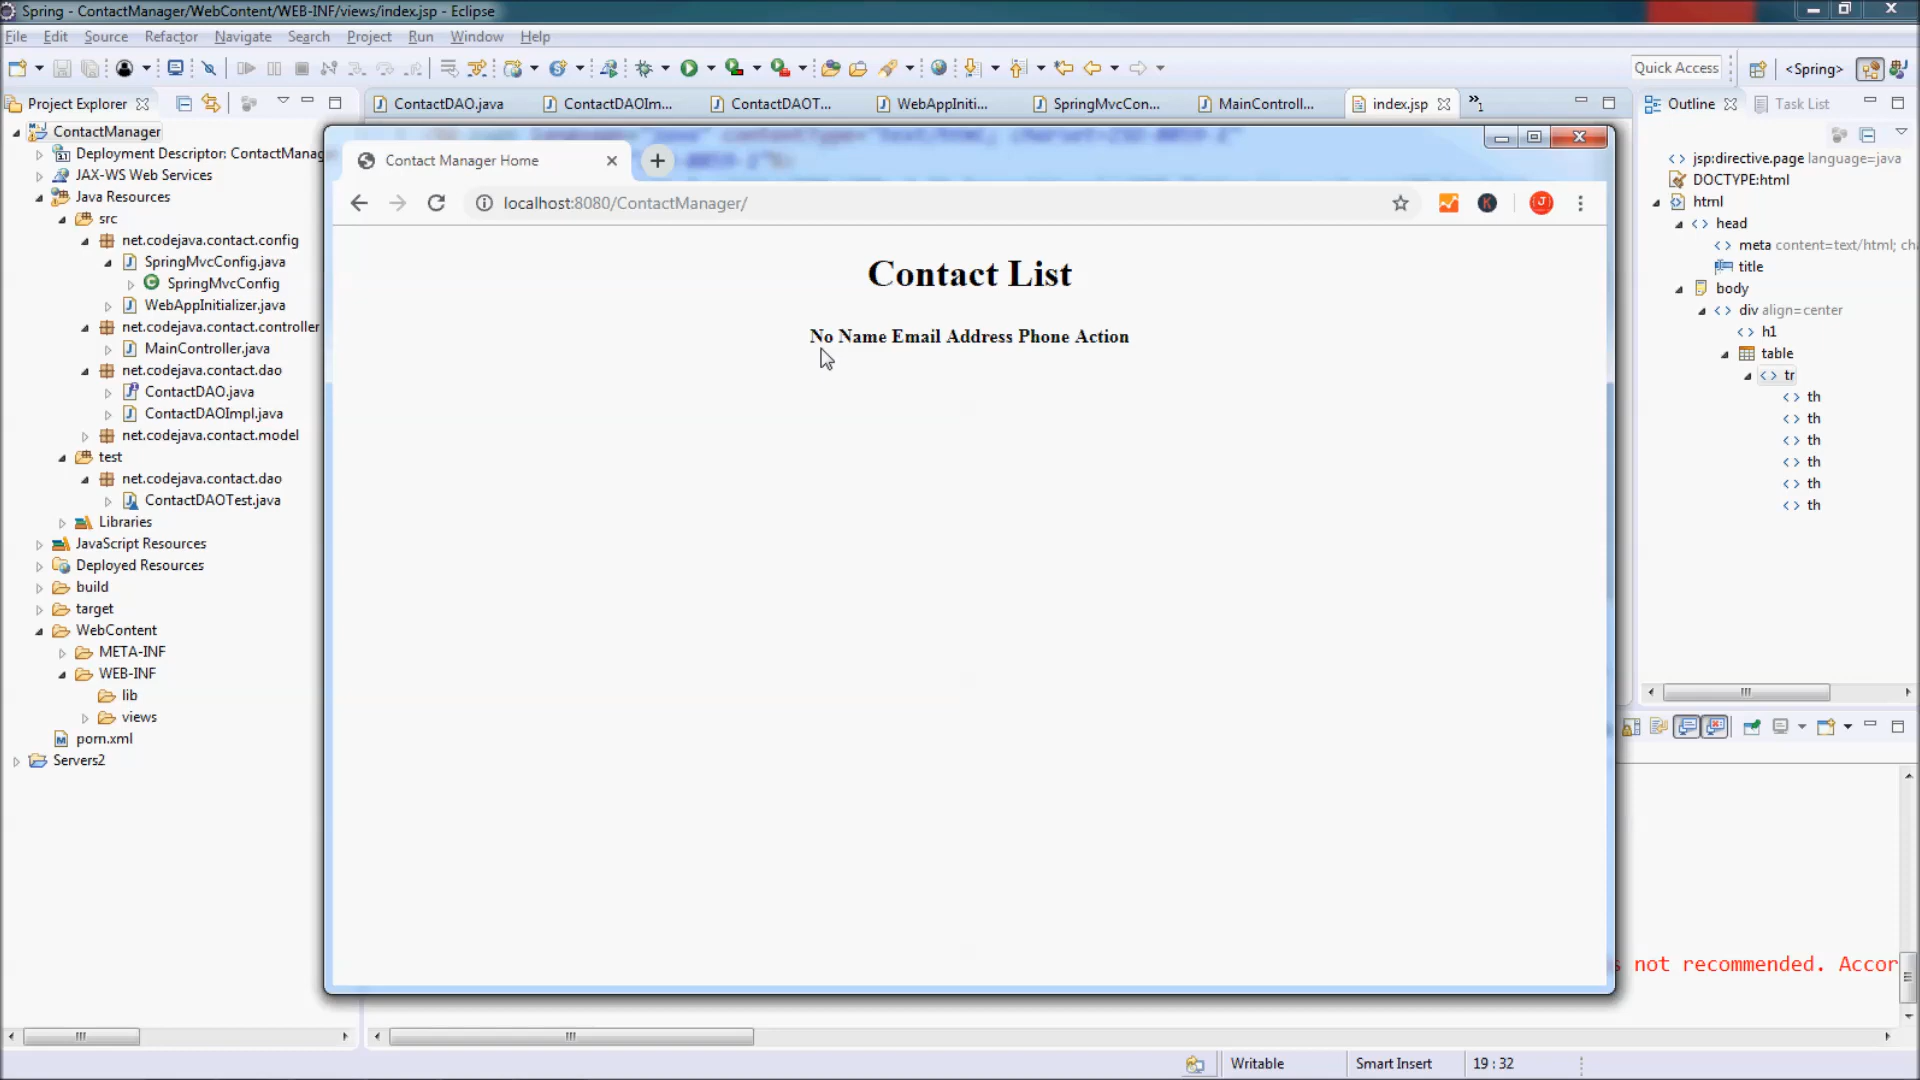 Spring - ContactManager/WebContent/WEB-INF/views/index.jsp - Eclipse
File Edit Source Refactor Navigate Search Project Run Window Help
Quick Access
<Spring>
Project Explorer
ContactDAO.java
ContactDAOIm...
ContactDAOT...
WebAppIniti...
SpringMvcCon...
MainControll...
index.jsp
»1
Outline
Task List
ContactManager
Deployment Descriptor: ContactManag
JAX-WS Web Services
Java Resources
src
net.codejava.contact.config
SpringMvcConfig.java
SpringMvcConfig
WebAppInitializer.java
net.codejava.contact.controller
MainController.java
net.codejava.contact.dao
ContactDAO.java
ContactDAOImpl.java
net.codejava.contact.model
test
net.codejava.contact.dao
ContactDAOTest.java
Libraries
JavaScript Resources
Deployed Resources
build
target
WebContent
META-INF
WEB-INF
lib
views
pom.xml
Servers2
Contact Manager Home
localhost:8080/ContactManager/
Contact List
No Name Email Address Phone Action
jsp:directive.page language=java
DOCTYPE:html
html
head
meta content=text/html; cha
title
body
div align=center
h1
table
tr
th
th
th
th
th
th
not recommended. Accor
Writable
Smart Insert
19 : 32